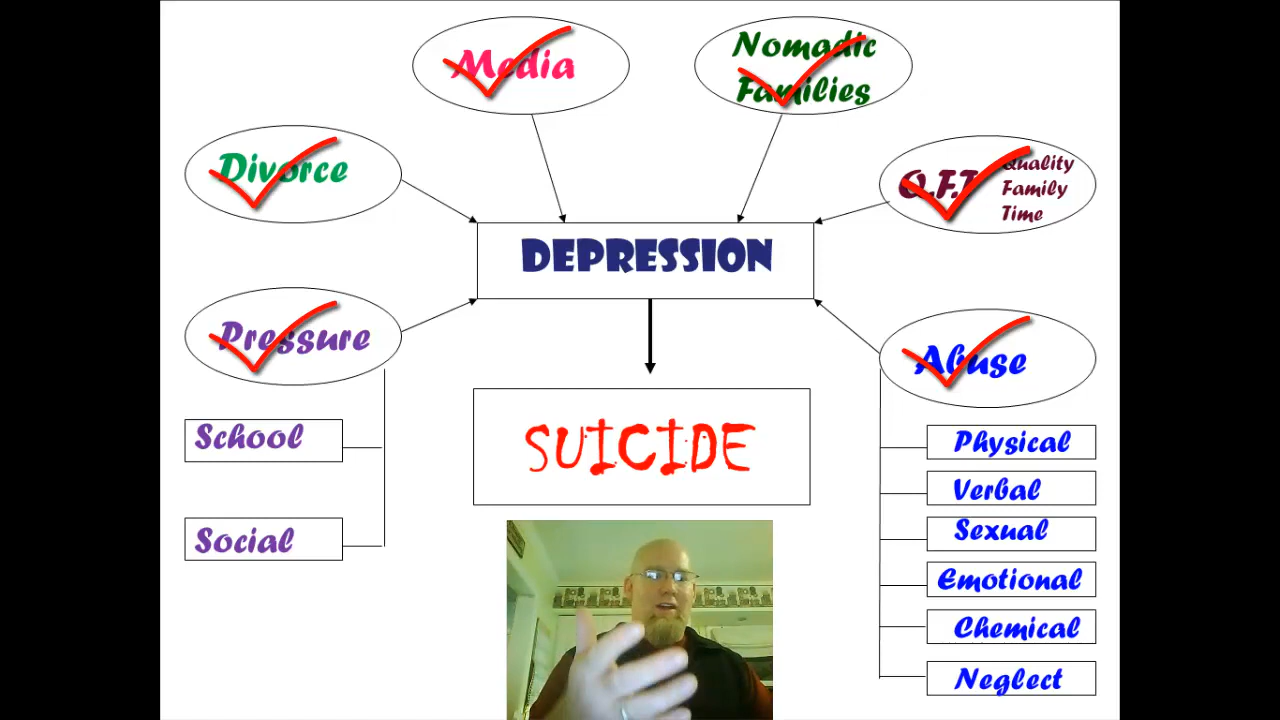 Media
Nomadic
Families
Divorce
Q.F.T
Quality
Family
Time
DEPRESSION
Pressure
Abuse
School
Social
SUICIDE
Physical
Verbal
Sexual
Emotional
Chemical
Neglect